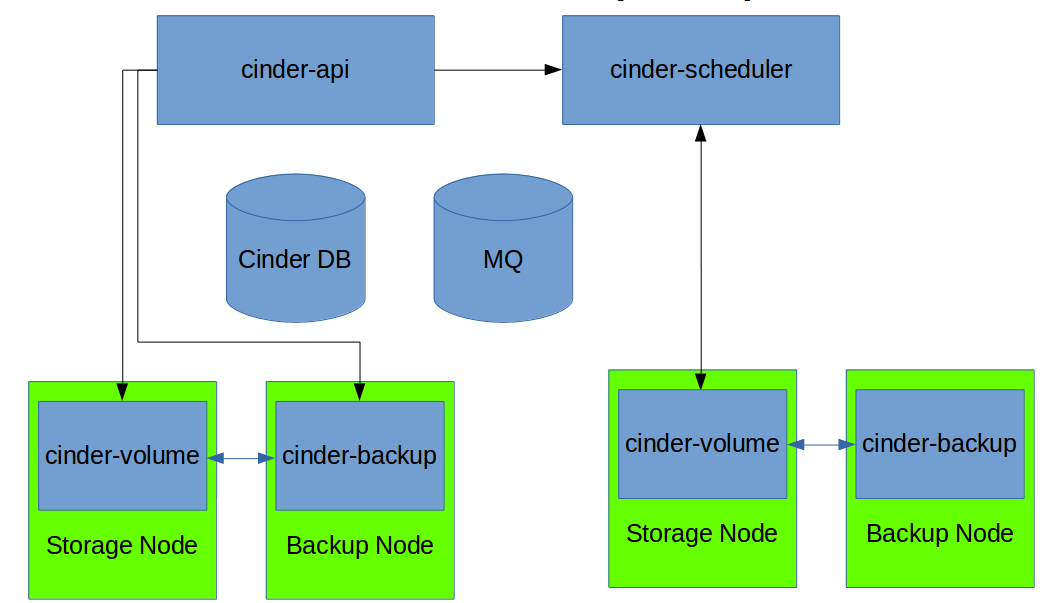 cinder-api
cinder-scheduler
Cinder DB
MQ
cinder-volume
cinder-backup
Storage Node
Backup Node
cinder-volume
cinder-backup
Storage Node
Backup Node